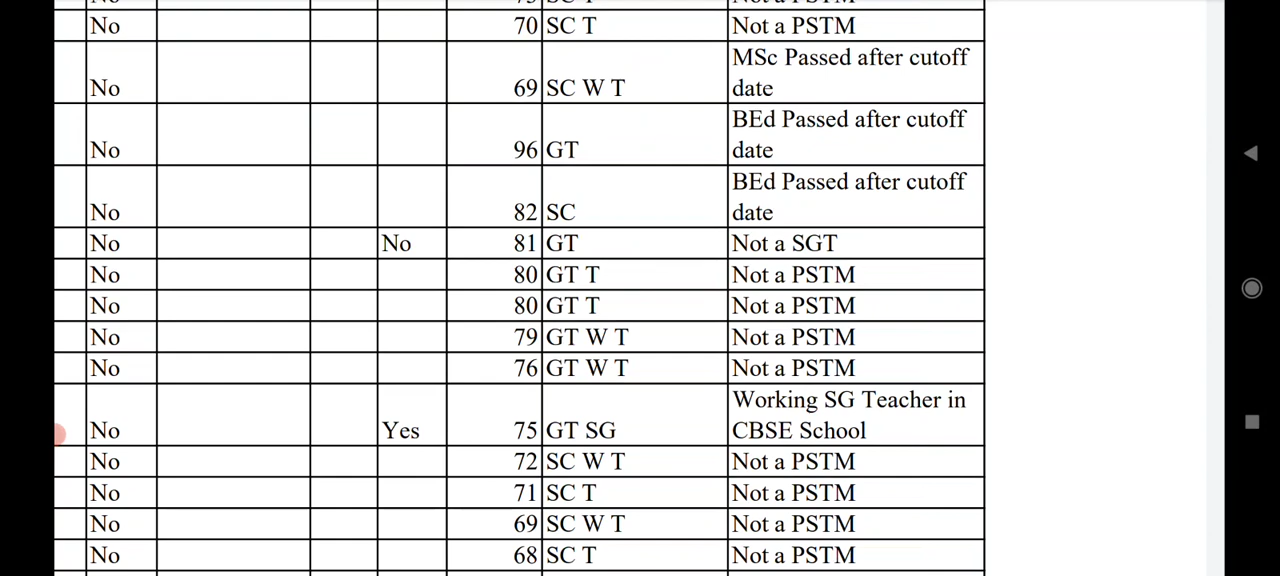 No 70 SC T Not a PSTM
MSc Passed after cutoff
No 69 SC W T date
BEd Passed after cutoff
No 96 GT date
BEd Passed after cutoff
No 82 SC date
No No 81 GT Not a SGT
No 80 GT T Not a PSTM
No 80 GT T Not a PSTM
No 79 GT W T Not a PSTM
No 76 GT W T Not a PSTM
Working SG Teacher in
No Yes 75 GT SG CBSE School
No 72 SC W T Not a PSTM
No 71 SC T Not a PSTM
No 69 SC W T Not a PSTM
No 68 SC T Not a PSTM